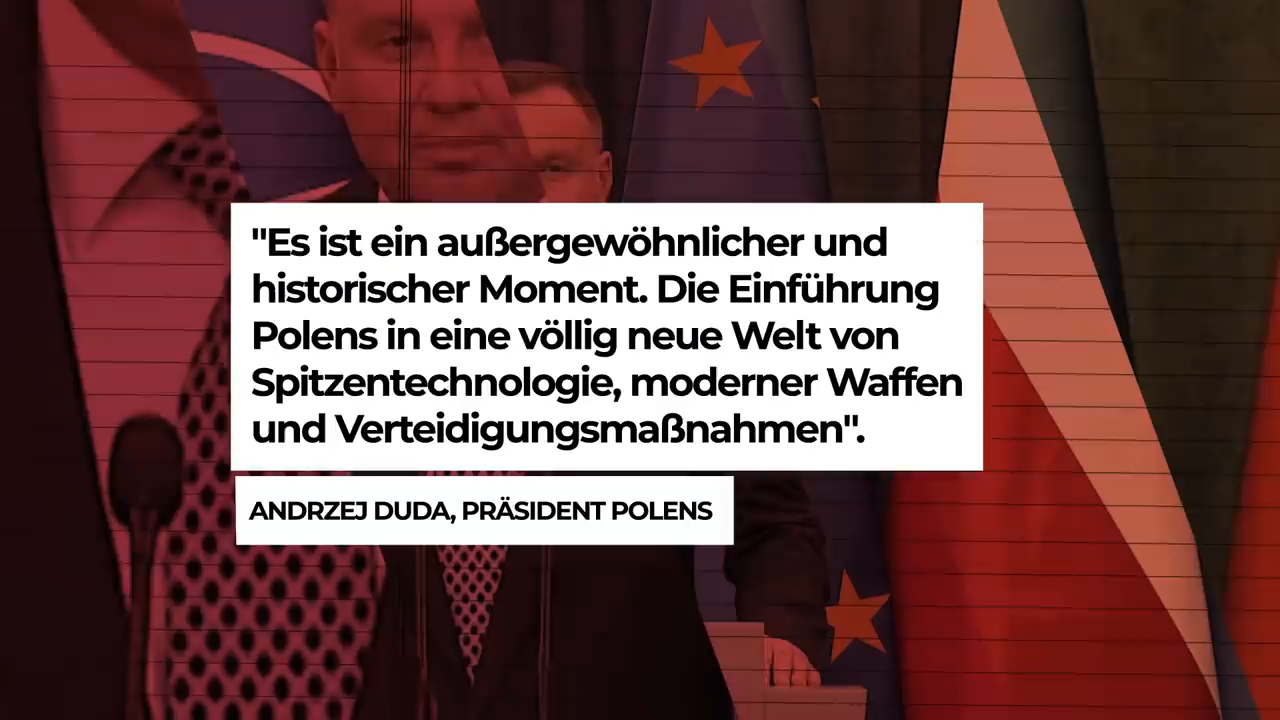 "Es ist ein außergewöhnlicher und
historischer Moment. Die Einführung
Polens in eine völlig neue Welt von
Spitzentechnologie, moderner Waffen
und Verteidigungsmaßnahmen".
ANDRZEJ DUDA, PRÄSIDENT POLENS